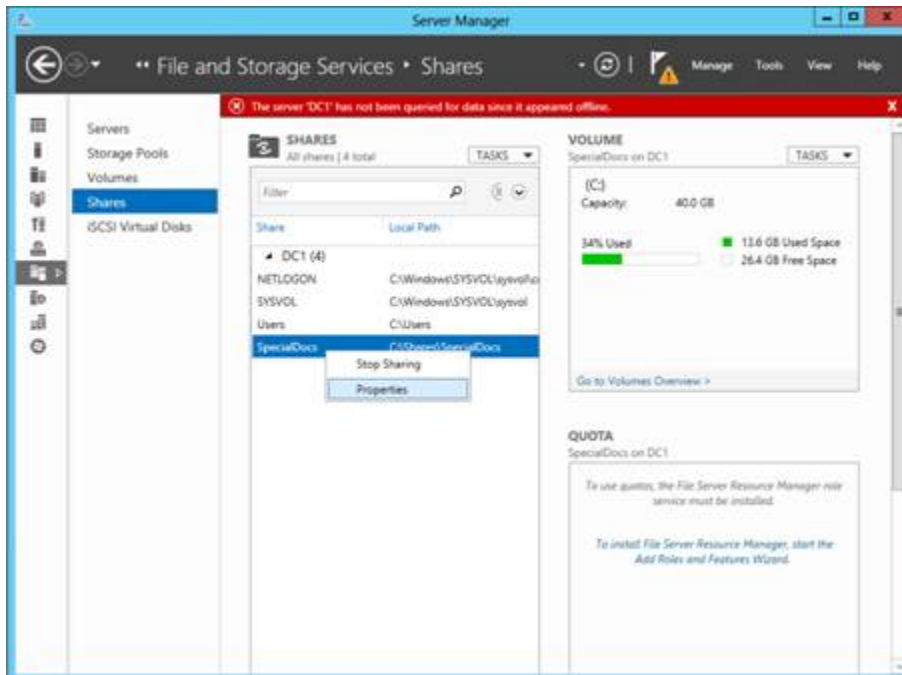 Server Manager
File and Storage Services • Shares
Manage Tools View Help
The server 'DC1' has not been queried for data since it appeared offline.
Servers
Storage Pools
Volumes
Shares
iSCSI Virtual Disks
SHARES
All shares | 4 total
TASKS
Filter
Share Local Path
DC1 (4)
NETLOGON C:\Windows\SYSVOL\sysvol\
SYSVOL C:\Windows\SYSVOL\sysvol
Users C:\Users
SpecialDocs C:\Shares\SpecialDocs
Stop Sharing
Properties
VOLUME
SpecialDocs on DC1
TASKS
(C:)
Capacity: 40.0 GB
34% Used
13.6 GB Used Space
26.4 GB Free Space
Go to Volumes Overview >
QUOTA
SpecialDocs on DC1
To use quotas, the File Server Resource Manager role
service must be installed.
To install File Server Resource Manager, start the
Add Roles and Features Wizard.